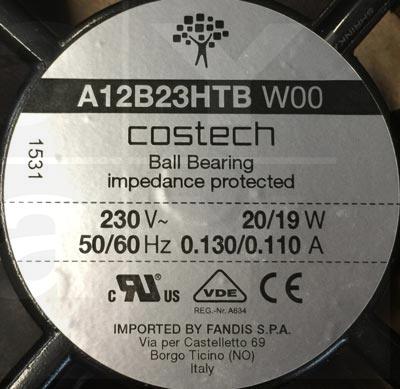 A12B23HTB W00
costech
Ball Bearing
impedance protected
1531
230 V~ 20/19 W
50/60 Hz 0.130/0.110 A
c RU US VDE CE
REG.-Nr. A634
IMPORTED BY FANDIS S.P.A.
Via per Castelletto 69
Borgo Ticino (NO)
Italy